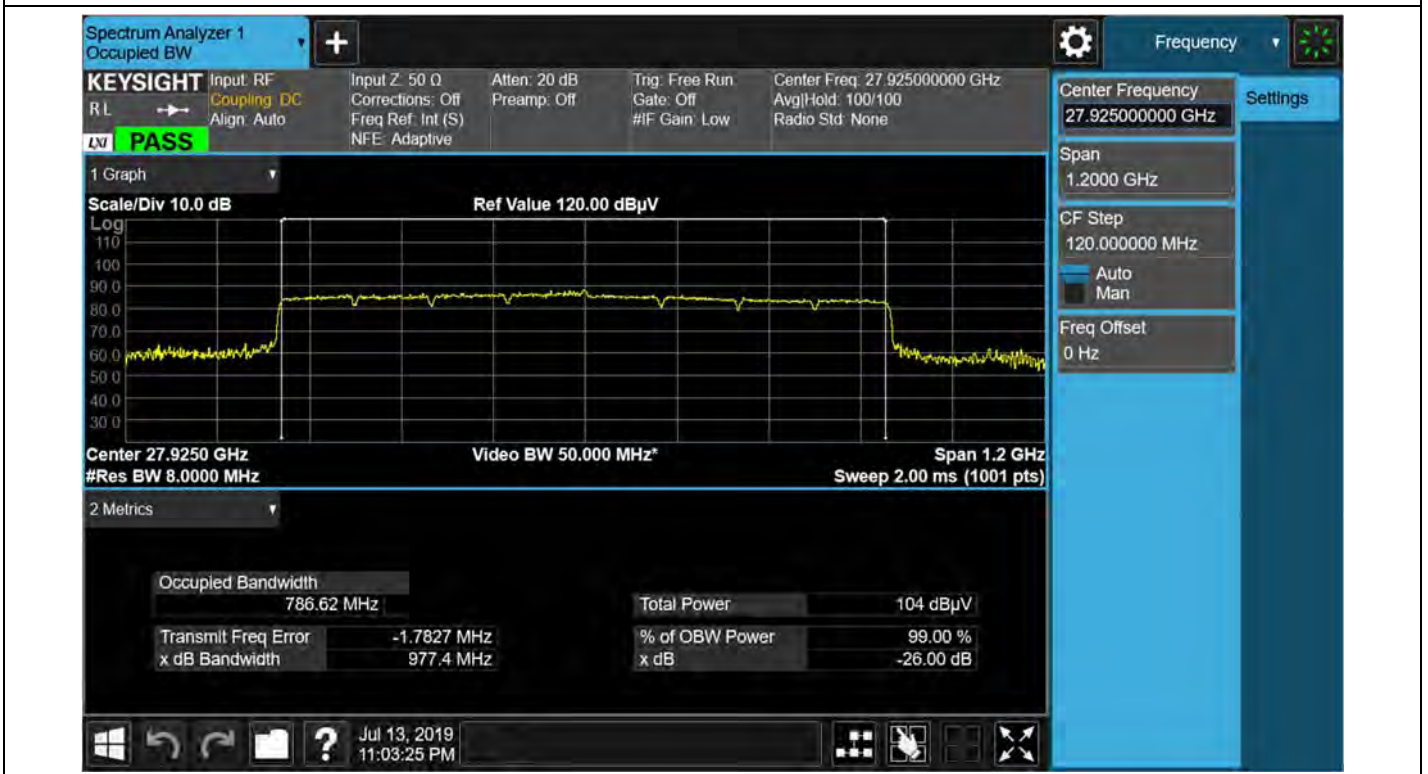 Spectrum Analyzer 1
Occupied BW
+
Frequency
KEYSIGHT
RL
LXI
PASS
Input: RF
Coupling: DC
Align: Auto
Input Z: 50 Ω
Corrections: Off
Freq Ref: Int (S)
NFE: Adaptive
Atten: 20 dB
Preamp: Off
Trig: Free Run
Gate: Off
#IF Gain: Low
Center Freq: 27.925000000 GHz
Avg|Hold: 100/100
Radio Std: None
1 Graph
Scale/Div 10.0 dB
Ref Value 120.00 dBµV
Log
110
100
90.0
80.0
70.0
60.0
50.0
40.0
30.0
Center 27.9250 GHz
Video BW 50.000 MHz*
Span 1.2 GHz
#Res BW 8.0000 MHz
Sweep 2.00 ms (1001 pts)
2 Metrics
Occupied Bandwidth
786.62 MHz
Total Power 104 dBµV
Transmit Freq Error -1.7827 MHz
% of OBW Power 99.00 %
x dB Bandwidth 977.4 MHz
x dB -26.00 dB
Center Frequency
27.925000000 GHz
Settings
Span
1.2000 GHz
CF Step
120.000000 MHz
Auto
Man
Freq Offset
0 Hz
?
Jul 13, 2019
11:03:25 PM